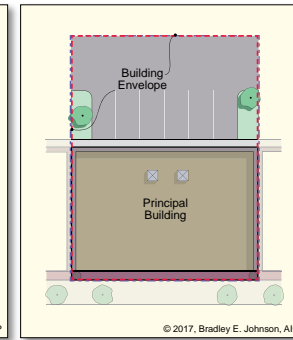 Building
Envelope
Principal
Building
© 2017, Bradley E. Johnson, AI